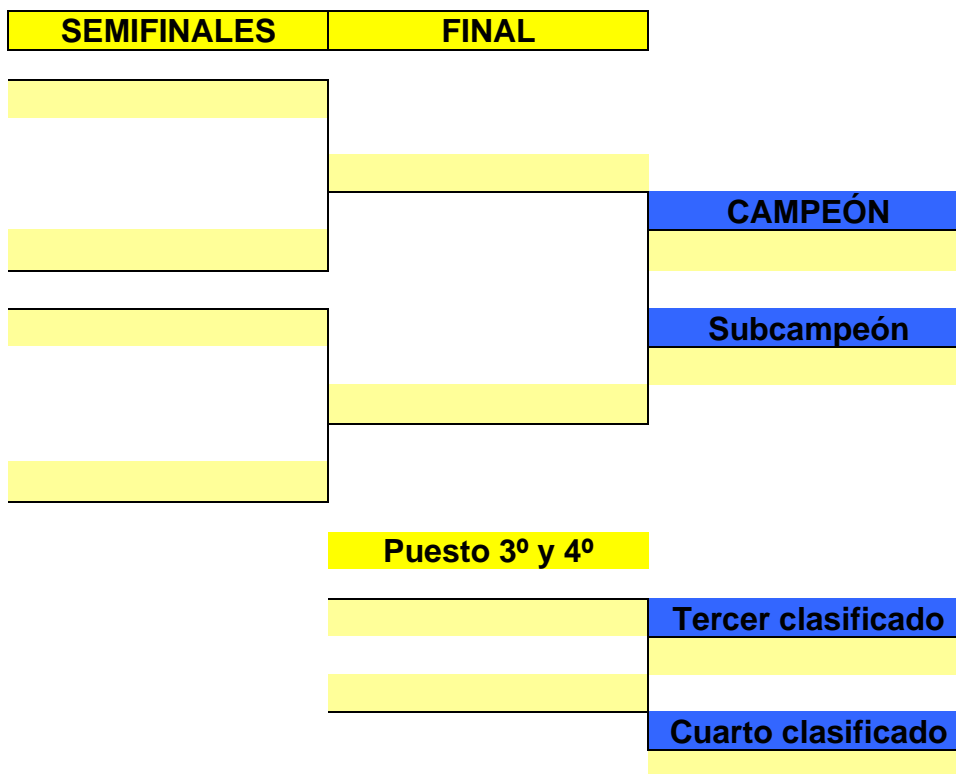 SEMIFINALES FINAL
CAMPEÓN
Subcampeón
Puesto 3º y 4º
Tercer clasificado
Cuarto clasificado